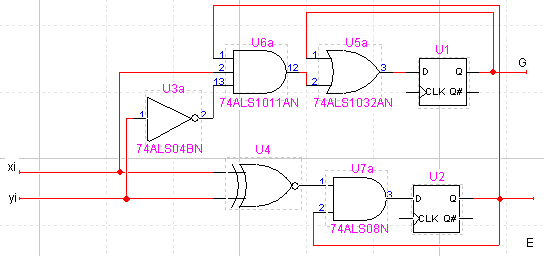 U6a U5a U1
1 1 G
2 12 3 D Q
13 2
U3a CLK Q#
74ALS1011AN 74ALS1032AN
1 2
74ALS04BN
U4
xi
U7a U2
1
yi 3 D Q
2
CLK Q#
74ALS08N
E